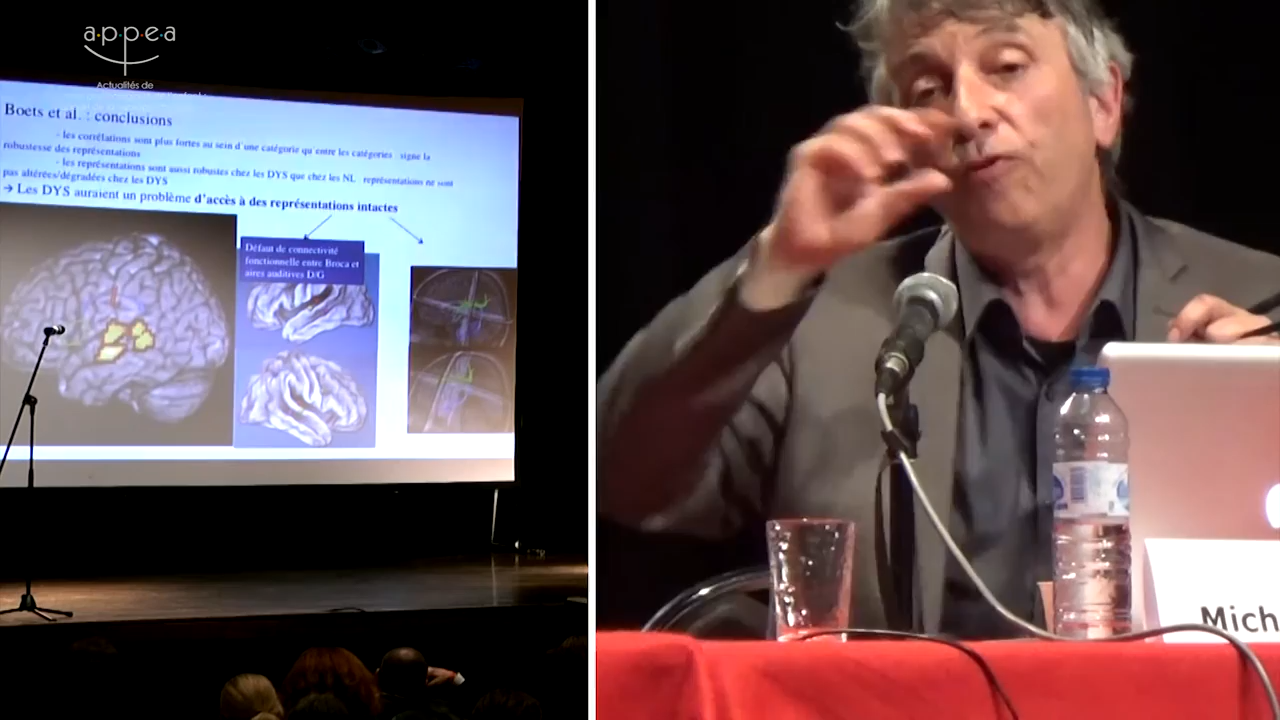 a·p·p·e·a
Actualités de
Boets et al. : conclusions
- les corrélations sont plus fortes au sein d'une catégorie qu'entre les catégories : signe la
robustesse des représentations
- les représentations sont aussi robustes chez les DYS que chez les NL : représentations ne sont
pas altérées/dégradées chez les DYS
→ Les DYS auraient un problème d'accès à des représentations intactes
Défaut de connectivité
fonctionnelle entre Broca et
aires auditives D/G
Mich